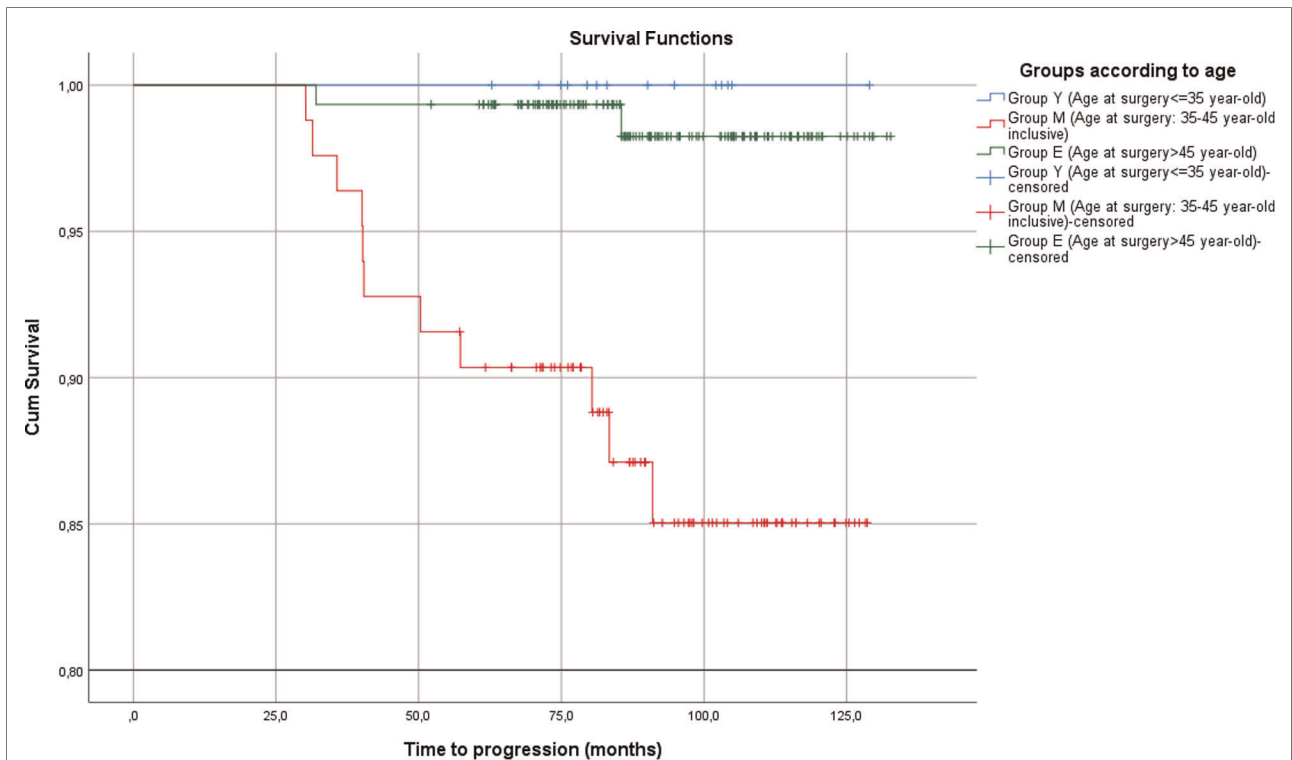 Survival Functions
Groups according to age
Group Y (Age at surgery<=35 year-old)
Group M (Age at surgery: 35-45 year-old
inclusive)
Group E (Age at surgery>45 year-old)
Group Y (Age at surgery<=35 year-old)-
censored
Group M (Age at surgery: 35-45 year-old
inclusive)-censored
Group E (Age at surgery>45 year-old)-
censored
Cum Survival
1,00
0,95
0,90
0,85
0,80
,0 25,0 50,0 75,0 100,0 125,0
Time to progression (months)